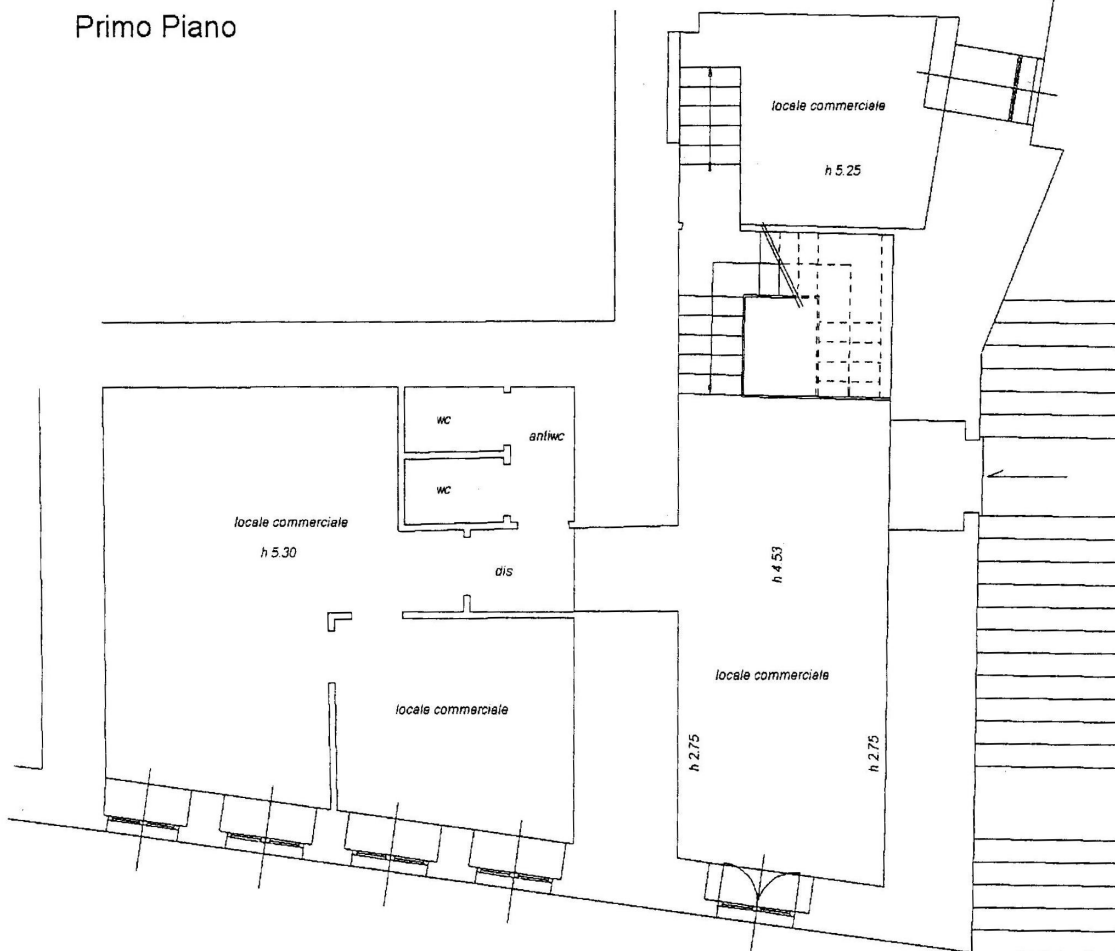 Primo Piano
locale commerciale
h 5.25
wc
antiwc
wc
locale commerciale
h 5.30
dis
h 4.53
locale commerciale
locale commerciale
h 2.75
h 2.75